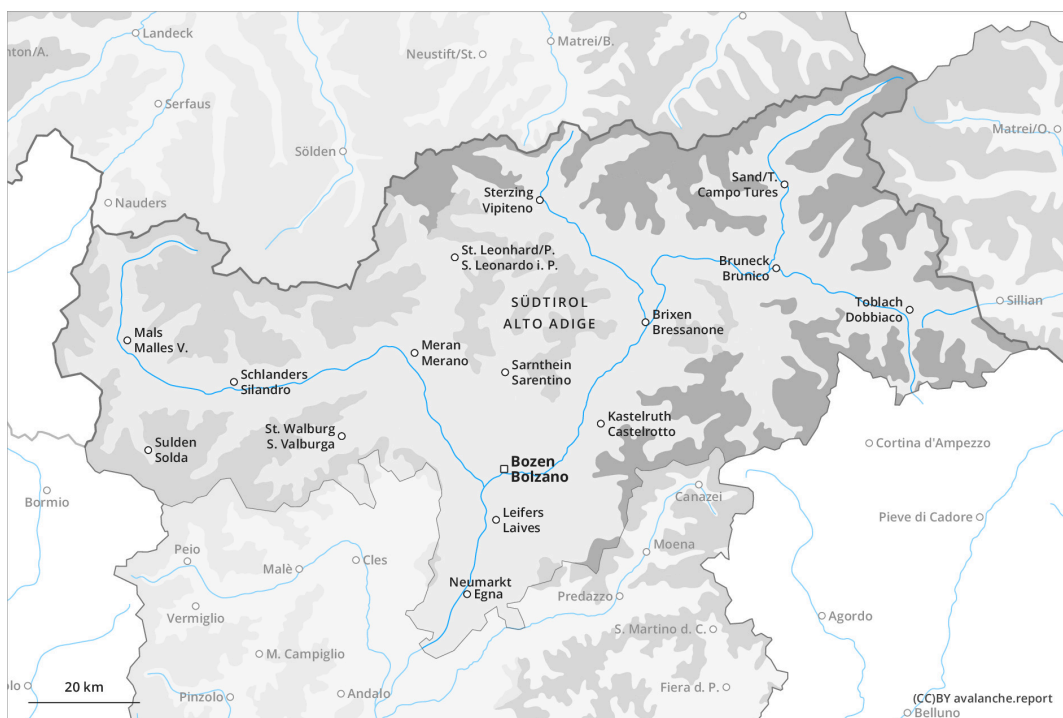 Landeck
nton/A.
Neustift/St.
Matrei/B.
Serfaus
Matrei/O.
Sölden
Sand/T.
Campo Tures
Sterzing
Vipiteno
Nauders
St. Leonhard/P.
S. Leonardo i. P.
Bruneck
Brunico
SÜDTIROL
ALTO ADIGE
Toblach
Dobbiaco
Sillian
Brixen
Bressanone
Mals
Malles V.
Meran
Merano
Sarnthein
Sarentino
Schlanders
Silandro
Kastelruth
Castelrotto
St. Walburg
S. Valburga
Sulden
Solda
Cortina d'Ampezzo
Bozen
Bolzano
Bormio
Canazei
Leifers
Laives
Pieve di Cadore
Peio
Cles
Moena
Malè
Neumarkt
Egna
Predazzo
Vermiglio
Agordo
S. Martino d. C.
M. Campiglio
olo
20 km
Pinzolo
Andalo
Fiera d. P.
(CC)BY avalanche.report
Belluno